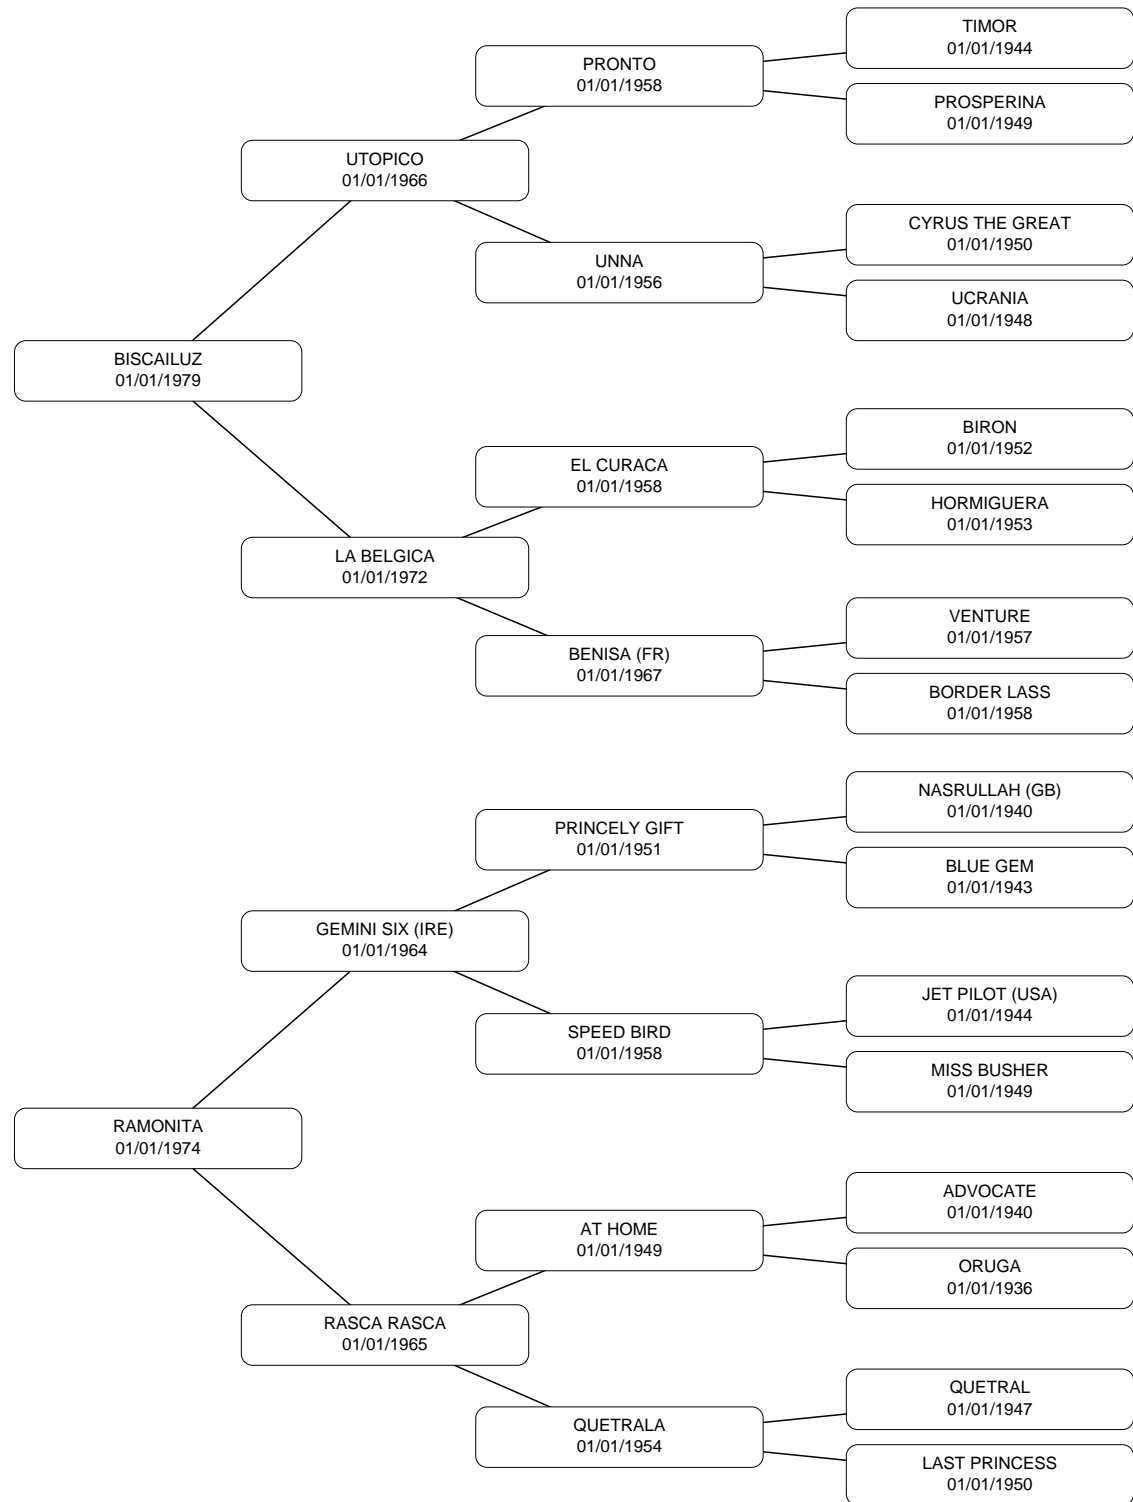 TIMOR
01/01/1944
PRONTO
01/01/1958
PROSPERINA
01/01/1949
UTOPICO
01/01/1966
CYRUS THE GREAT
01/01/1950
UNNA
01/01/1956
UCRANIA
01/01/1948
BISCAILUZ
01/01/1979
BIRON
01/01/1952
EL CURACA
01/01/1958
HORMIGUERA
01/01/1953
LA BELGICA
01/01/1972
VENTURE
01/01/1957
BENISA (FR)
01/01/1967
BORDER LASS
01/01/1958
NASRULLAH (GB)
01/01/1940
PRINCELY GIFT
01/01/1951
BLUE GEM
01/01/1943
GEMINI SIX (IRE)
01/01/1964
JET PILOT (USA)
01/01/1944
SPEED BIRD
01/01/1958
MISS BUSHER
01/01/1949
RAMONITA
01/01/1974
ADVOCATE
01/01/1940
AT HOME
01/01/1949
ORUGA
01/01/1936
RASCA RASCA
01/01/1965
QUETRAL
01/01/1947
QUETRALA
01/01/1954
LAST PRINCESS
01/01/1950